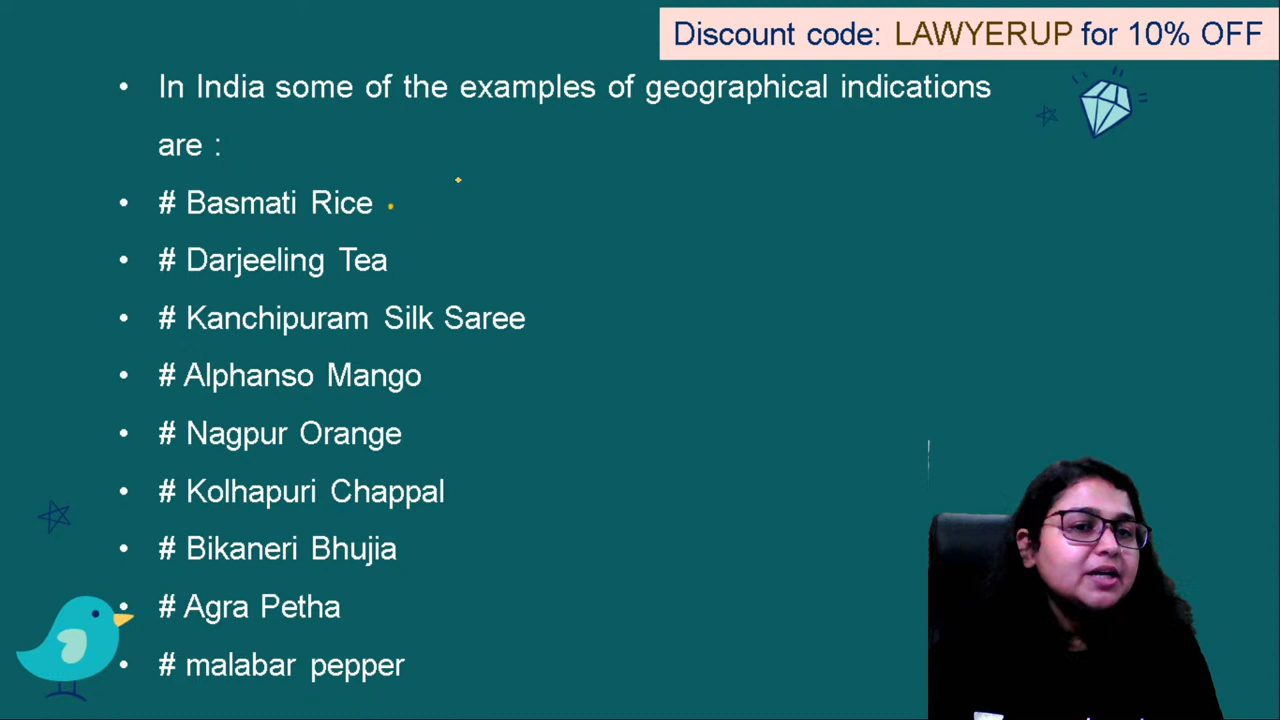 Discount code: LAWYERUP for 10% OFF
• In India some of the examples of geographical indications
are :
• # Basmati Rice
• # Darjeeling Tea
• # Kanchipuram Silk Saree
• # Alphanso Mango
• # Nagpur Orange
• # Kolhapuri Chappal
• # Bikaneri Bhujia
• # Agra Petha
• # malabar pepper